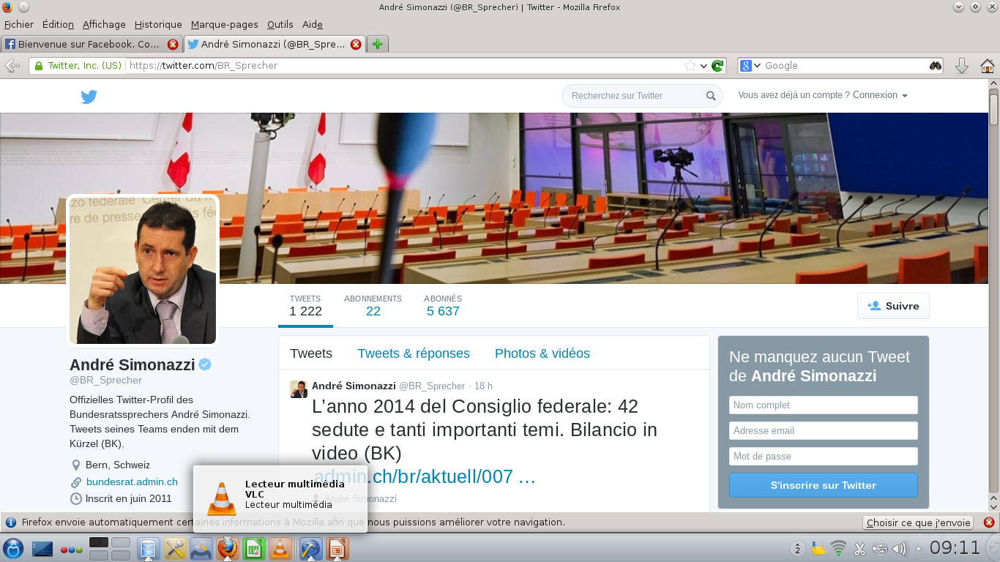 André Simonazzi (@BR_Sprecher) | Twitter - Mozilla Firefox
Fichier Édition Affichage Historique Marque-pages Outils Aide
Bienvenue sur Facebook. Co... André Simonazzi (@BR_Spre...
Twitter, Inc. (US) https://twitter.com/BR_Sprecher Google
Recherchez sur Twitter Vous avez déjà un compte ? Connexion
TWEETS ABONNEMENTS ABONNÉS
1 222 22 5 637
Suivre
André Simonazzi
@BR_Sprecher
Offizielles Twitter-Profil des
Bundesratssprechers André Simonazzi.
Tweets seines Teams enden mit dem
Kürzel (BK).
Bern, Schweiz
bundesrat.admin.ch
Inscrit en juin 2011
Tweets Tweets & réponses Photos & vidéos
André Simonazzi @BR_Sprecher · 18 h
L’anno 2014 del Consiglio federale: 42
sedute e tanti importanti temi. Bilancio in
video (BK)
admin.ch/br/aktuell/007 …
André Simonazzi
Ne manquez aucun Tweet
de André Simonazzi
Nom complet
Adresse email
Mot de passe
S'inscrire sur Twitter
Lecteur multimédia
VLC
Lecteur multimédia
Firefox envoie automatiquement certaines informations à Mozilla afin que nous puissions améliorer votre navigation. Choisir ce que j'envoie
2 09:11